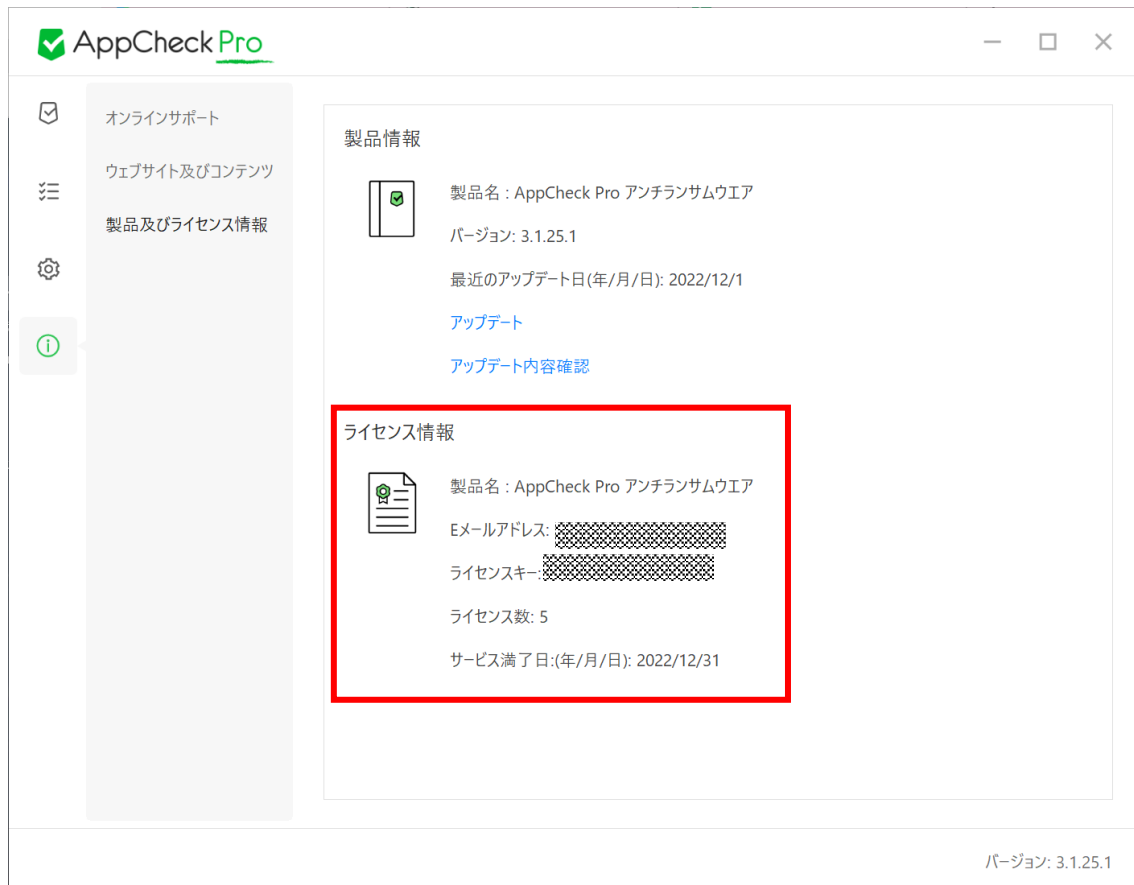 AppCheck Pro
オンラインサポート
ウェブサイト及びコンテンツ
製品及びライセンス情報
製品情報
製品名 : AppCheck Pro アンチランサムウエア
バージョン: 3.1.25.1
最近のアップデート日(年/月/日): 2022/12/1
アップデート
アップデート内容確認
ライセンス情報
製品名 : AppCheck Pro アンチランサムウエア
Eメールアドレス:
ライセンスキー:
ライセンス数: 5
サービス満了日:(年/月/日): 2022/12/31
バージョン: 3.1.25.1